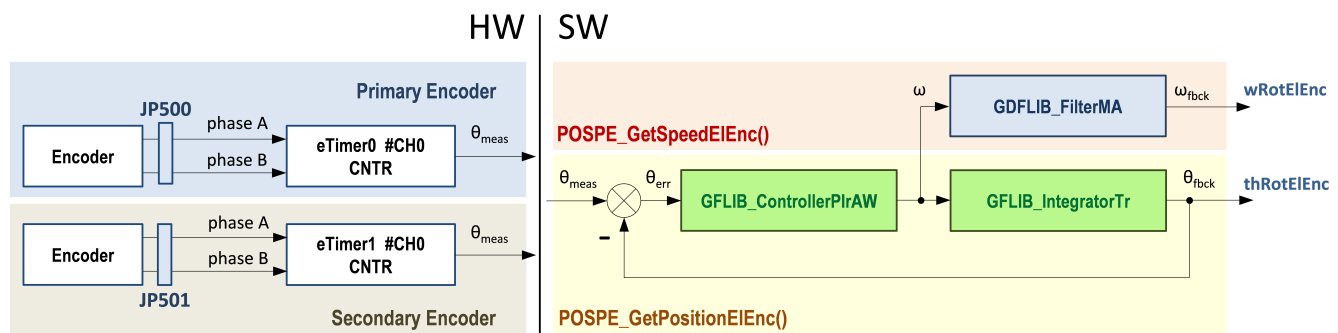 HW
SW
Primary Encoder
JP500
Encoder
phase A
phase B
eTimer0 #CH0
CNTR
θmeas
Encoder
phase A
phase B
JP501
eTimer1 #CH0
CNTR
θmeas
Secondary Encoder
ω
GDFLIB_FilterMA
ωfbck
wRotElEnc
POSPE_GetSpeedElEnc()
θmeas
θerr
GFLIB_ControllerPIrAW
GFLIB_IntegratorTr
θfbck
thRotElEnc
-
POSPE_GetPositionElEnc()